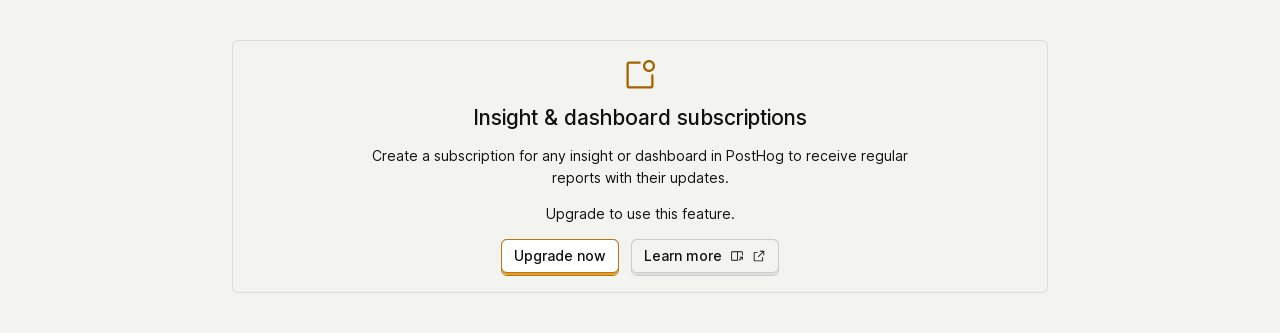 Insight & dashboard subscriptions
Create a subscription for any insight or dashboard in PostHog to receive regular
reports with their updates.
Upgrade to use this feature.
Upgrade now
Learn more